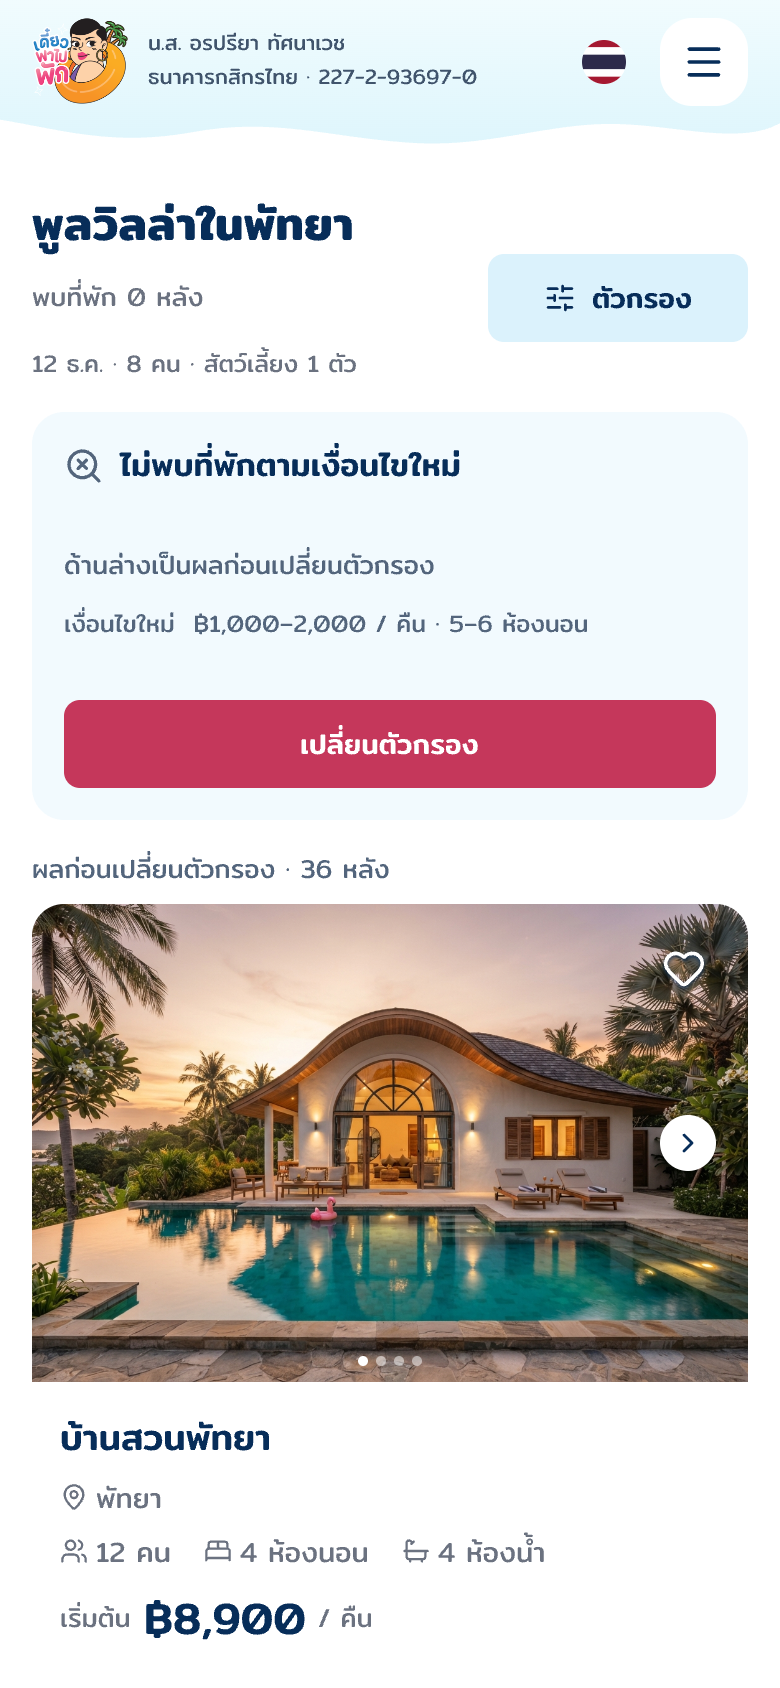 เดี๋ยว
พาไป
พัก
น.ส. อรปรียา ทัศนาเวช
ธนาคารกสิกรไทย · 227-2-93697-0
พูลวิลล่าในพัทยา
พบที่พัก 0 หลัง
ตัวกรอง
12 ธ.ค. · 8 คน · สัตว์เลี้ยง 1 ตัว
ไม่พบที่พักตามเงื่อนไขใหม่
ด้านล่างเป็นผลก่อนเปลี่ยนตัวกรอง
เงื่อนไขใหม่ ฿1,000–2,000 / คืน · 5–6 ห้องนอน
เปลี่ยนตัวกรอง
ผลก่อนเปลี่ยนตัวกรอง · 36 หลัง
บ้านสวนพัทยา
พัทยา
12 คน 4 ห้องนอน 4 ห้องน้ำ
เริ่มต้น ฿8,900 / คืน